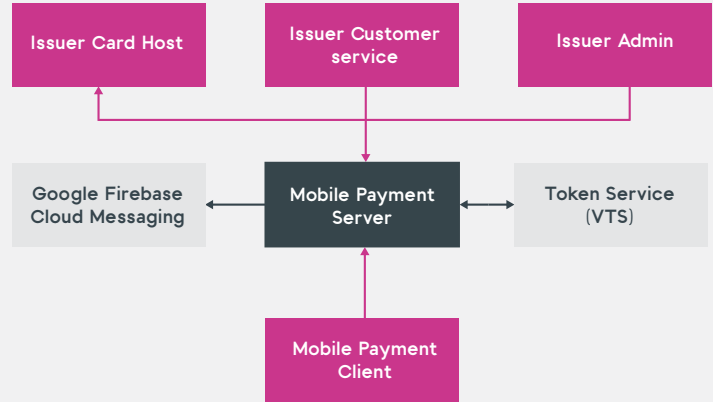 Issuer Card Host
Issuer Customer
service
Issuer Admin
Google Firebase
Cloud Messaging
Mobile Payment
Server
Token Service
(VTS)
Mobile Payment
Client